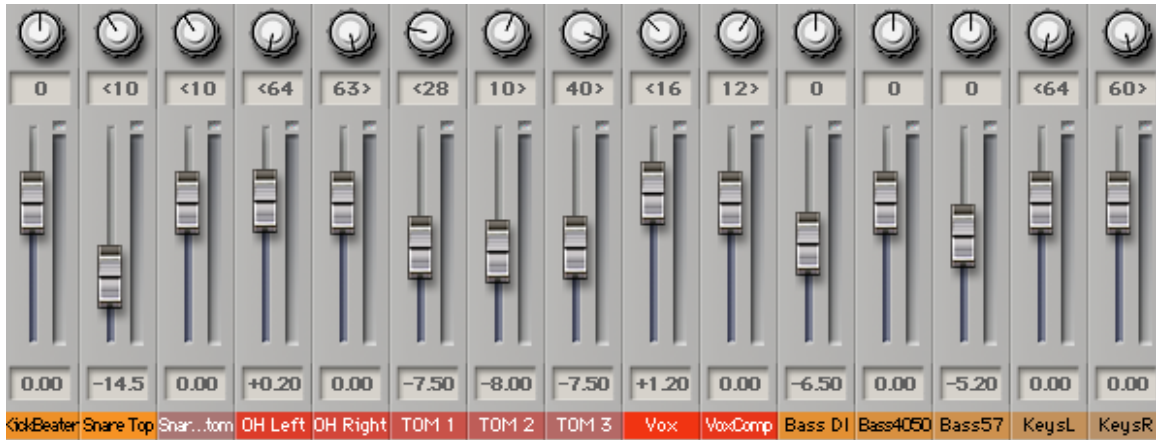 0 <10 <10 <64 63> <28 10> 40> <16 12> 0 0 0 <64 60>
0.00 -14.5 0.00 +0.20 0.00 -7.50 -8.00 -7.50 +1.20 0.00 -6.50 0.00 -5.20 0.00 0.00
KickBeater Snare Top Snar...tom OH Left OH Right TOM 1 TOM 2 TOM 3 Vox VoxComp Bass DI Bass4050 Bass57 KeysL KeysR